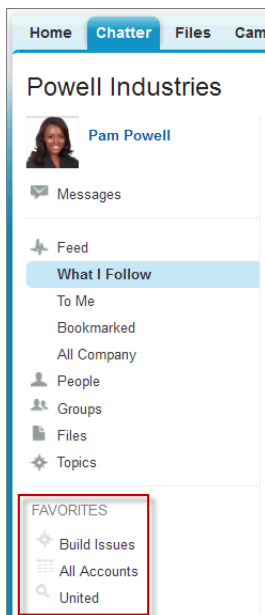 Home Chatter Files Cam
Powell Industries
Pam Powell
Messages
Feed
What I Follow
To Me
Bookmarked
All Company
People
Groups
Files
Topics
FAVORITES
Build Issues
All Accounts
United